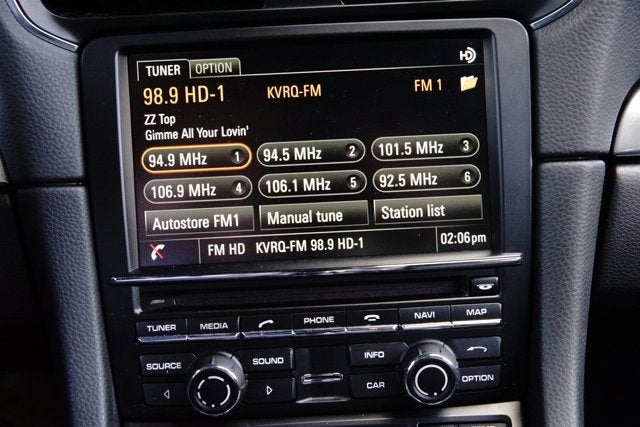 TUNER OPTION HD
98.9 HD-1 KVRQ-FM FM 1
ZZ Top
Gimme All Your Lovin'
94.9 MHz 1 94.5 MHz 2 101.5 MHz 3
106.9 MHz 4 106.1 MHz 5 92.5 MHz 6
Autostore FM1 Manual tune Station list
FM HD KVRQ-FM 98.9 HD-1 02:06 pm
TUNER MEDIA PHONE NAVI MAP
SOURCE SOUND INFO
CAR OPTION